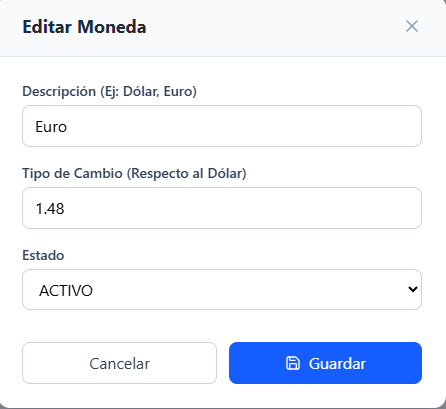 Editar Moneda
Descripción (Ej: Dólar, Euro)
Euro
Tipo de Cambio (Respecto al Dólar)
1.48
Estado
ACTIVO
Cancelar
Guardar